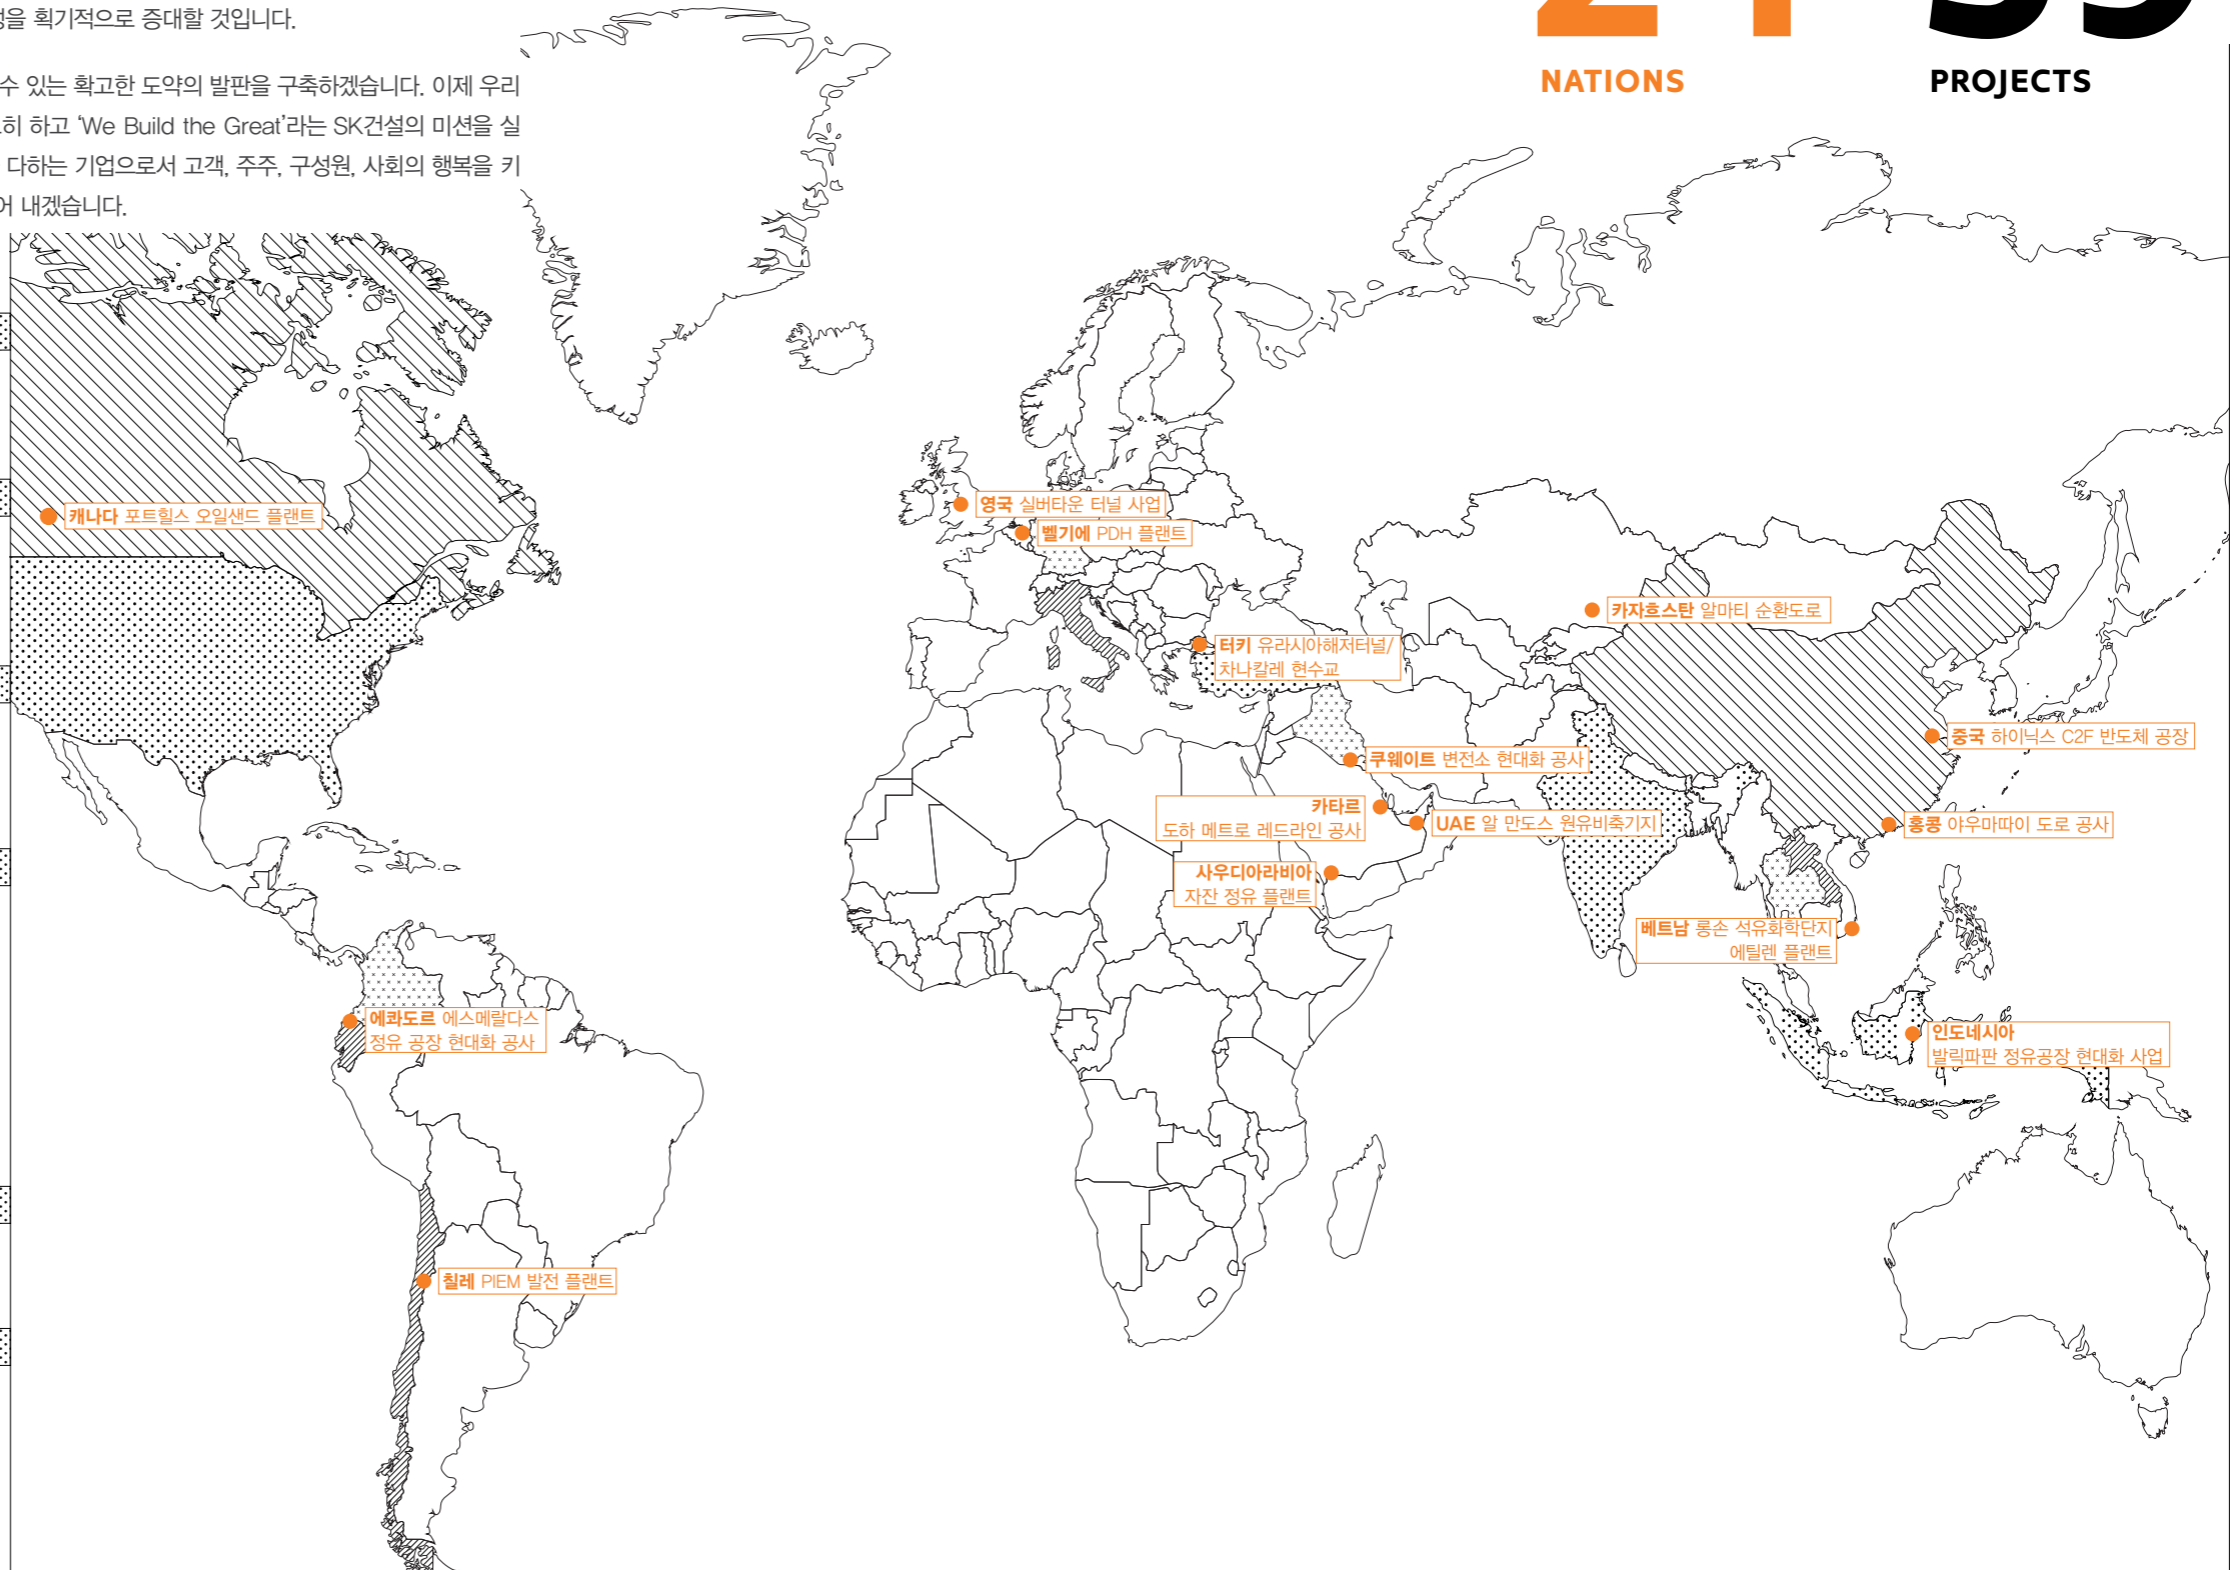 획기적으로 증대할 것입니다.
수 있는 확고한 도약의 발판을 구축하겠습니다. 이제 우리
하고 ‘We Build the Great’라는 SK건설의 미션을 실
다하는 기업으로서 고객, 주주, 구성원, 사회의 행복을 키
내겠습니다.
NATIONS
PROJECTS
캐나다 포트힐스 오일샌드 플랜트
영국 실버타운 터널 사업
벨기에 PDH 플랜트
카자흐스탄 알마티 순환도로
터키 유라시아해저터널/
차나칼레 현수교
중국 하이닉스 C2F 반도체 공장
쿠웨이트 변전소 현대화 공사
카타르
도하 메트로 레드라인 공사
UAE 알 만도스 원유비축기지
홍콩 야우마따이 도로 공사
사우디아라비아
자잔 정유 플랜트
베트남 롱손 석유화학단지
에틸렌 플랜트
에콰도르 에스메랄다스
정유 공장 현대화 공사
인도네시아
발릭파판 정유공장 현대화 사업
칠레 PIEM 발전 플랜트